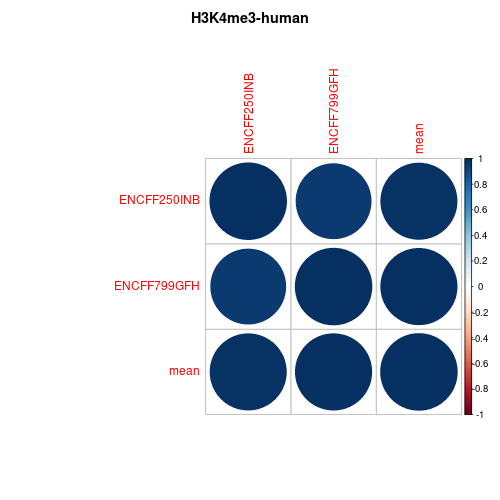 H3K4me3-human
ENCFF250INB
ENCFF799GFH
mean
ENCFF250INB
ENCFF799GFH
mean
1
0.8
0.6
0.4
0.2
0
-0.2
-0.4
-0.6
-0.8
-1